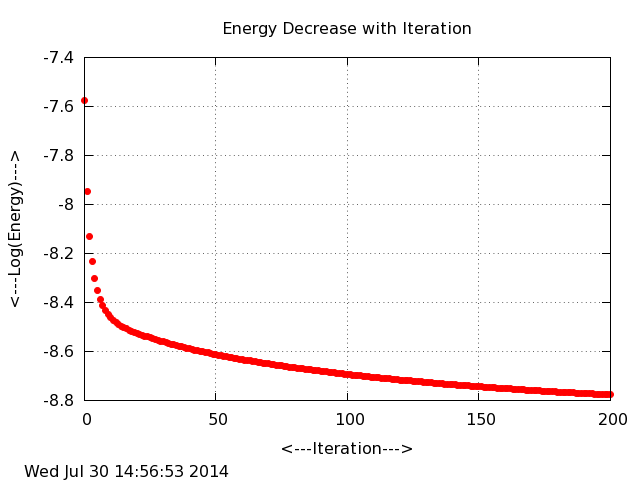 Energy Decrease with Iteration
-7.4
-7.6
-7.8
-8
-8.2
-8.4
-8.6
-8.8
<---Log(Energy)--->
0 50 100 150 200
<---Iteration--->
Wed Jul 30 14:56:53 2014